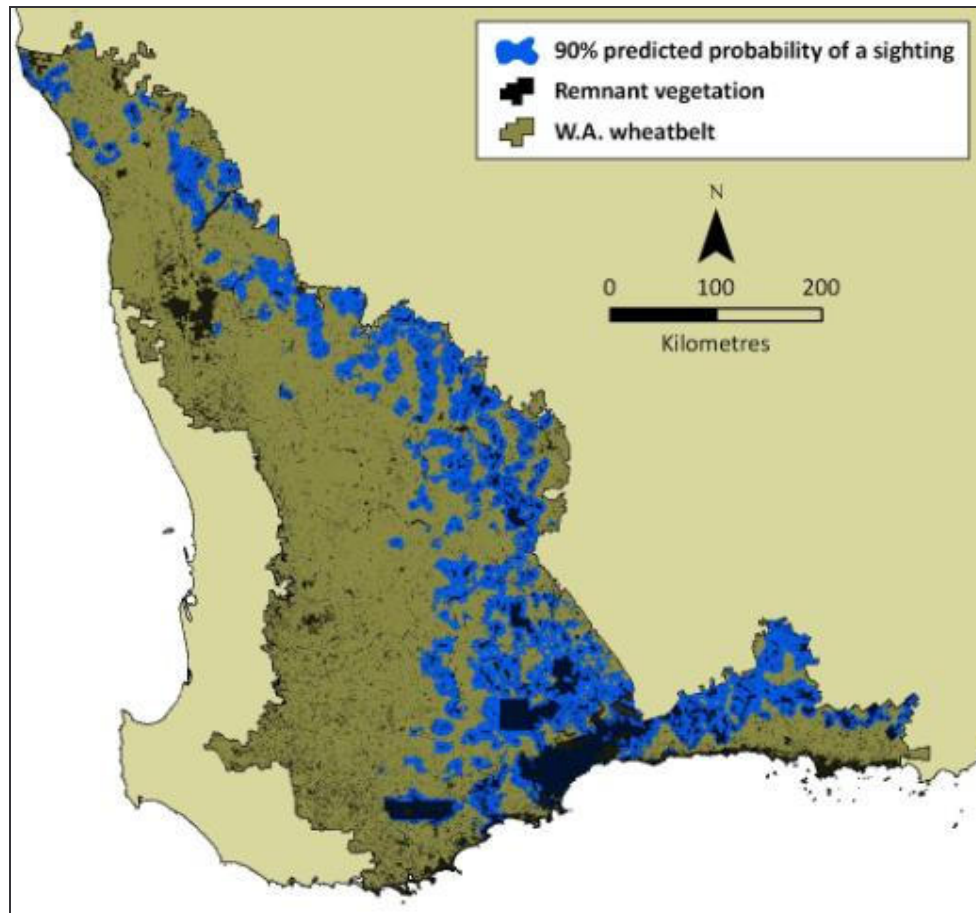 90% predicted probability of a sighting
Remnant vegetation
W.A. wheatbelt
N
0 100 200
Kilometres